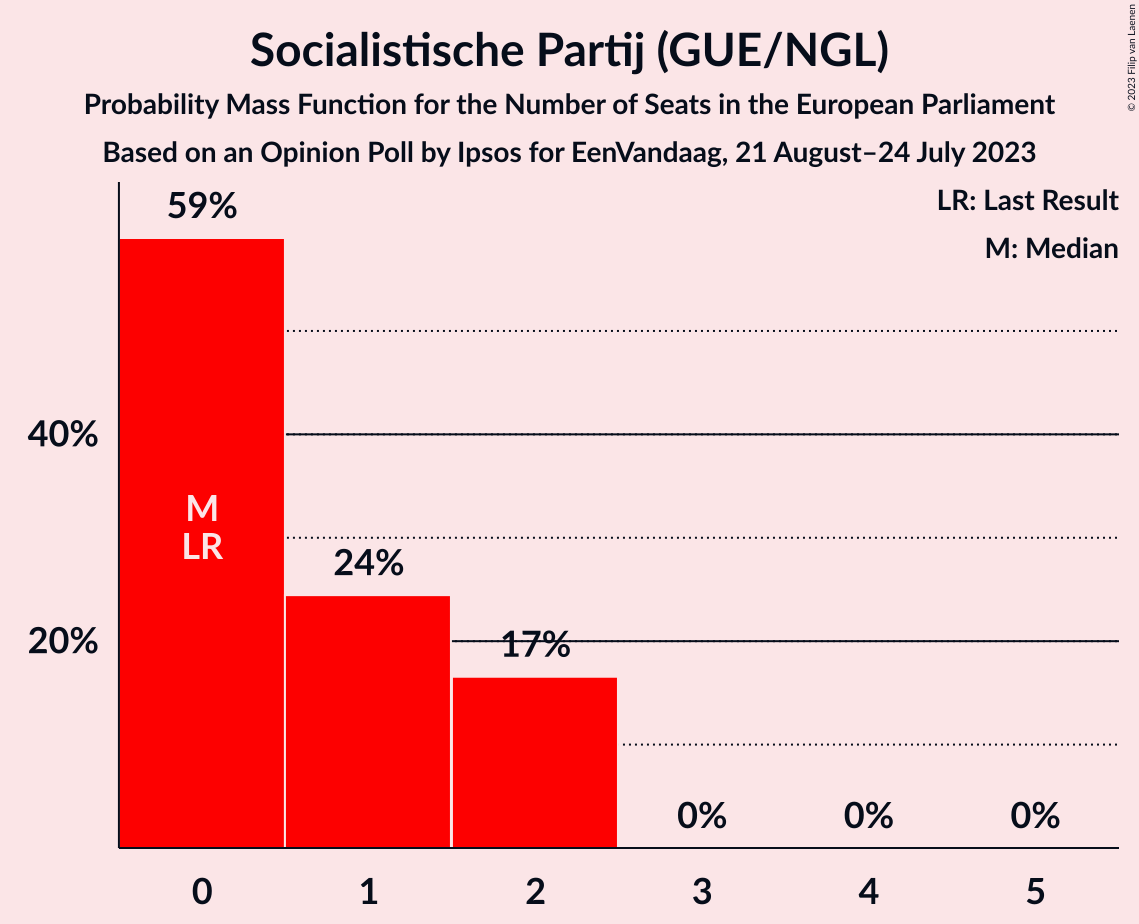 Socialistische Partij (GUE/NGL)
Probability Mass Function for the Number of Seats in the European Parliament
Based on an Opinion Poll by Ipsos for EenVandaag, 21 August–24 July 2023
© 2023 Filip van Laenen
LR: Last Result
M: Median
59%
40%
M
LR
24%
20%
17%
0% 0% 0%
0 1 2 3 4 5